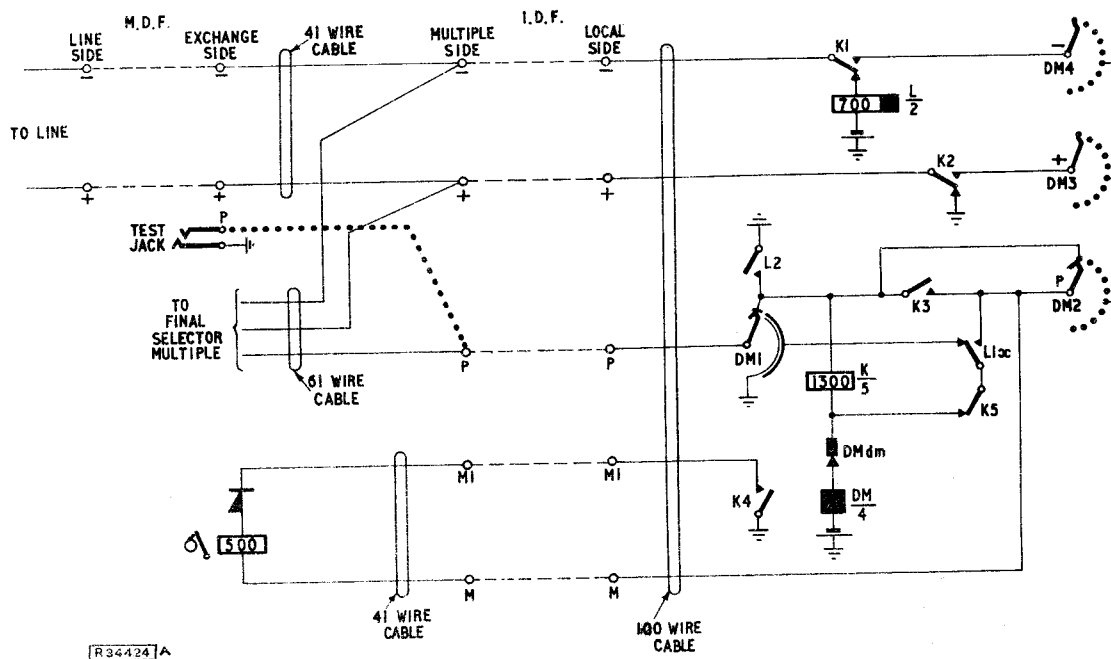 M.D.F.
I.D.F.
41 WIRE
CABLE
LINE
SIDE
EXCHANGE
SIDE
MULTIPLE
SIDE
LOCAL
SIDE
K1
−
DM4
− − − −
700
L
2
TO LINE
K2
+
DM3
+ + + +
P
TEST
JACK
L2
K3
P
DM2
TO
FINAL
SELECTOR
MULTIPLE
P
P
DM1
L1x
61 WIRE
CABLE
1300
K
5
K5
DMdm
M1
M1
K4
DM
4
500
M
M
41 WIRE
CABLE
100 WIRE
CABLE
R34424 A